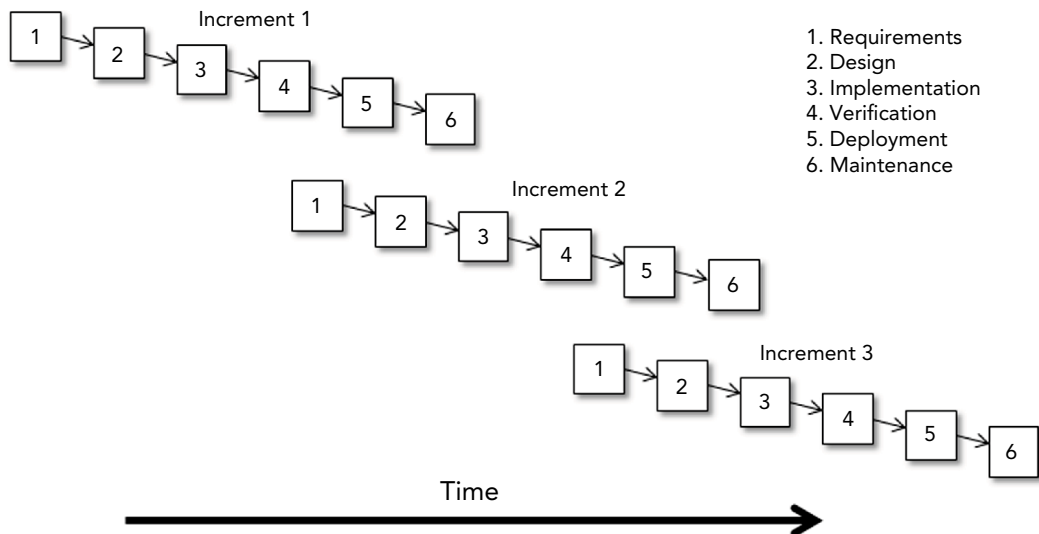 Increment 1
1
2
3
4
5
6
1. Requirements
2. Design
3. Implementation
4. Verification
5. Deployment
6. Maintenance
Increment 2
1
2
3
4
5
6
Increment 3
1
2
3
4
5
6
Time